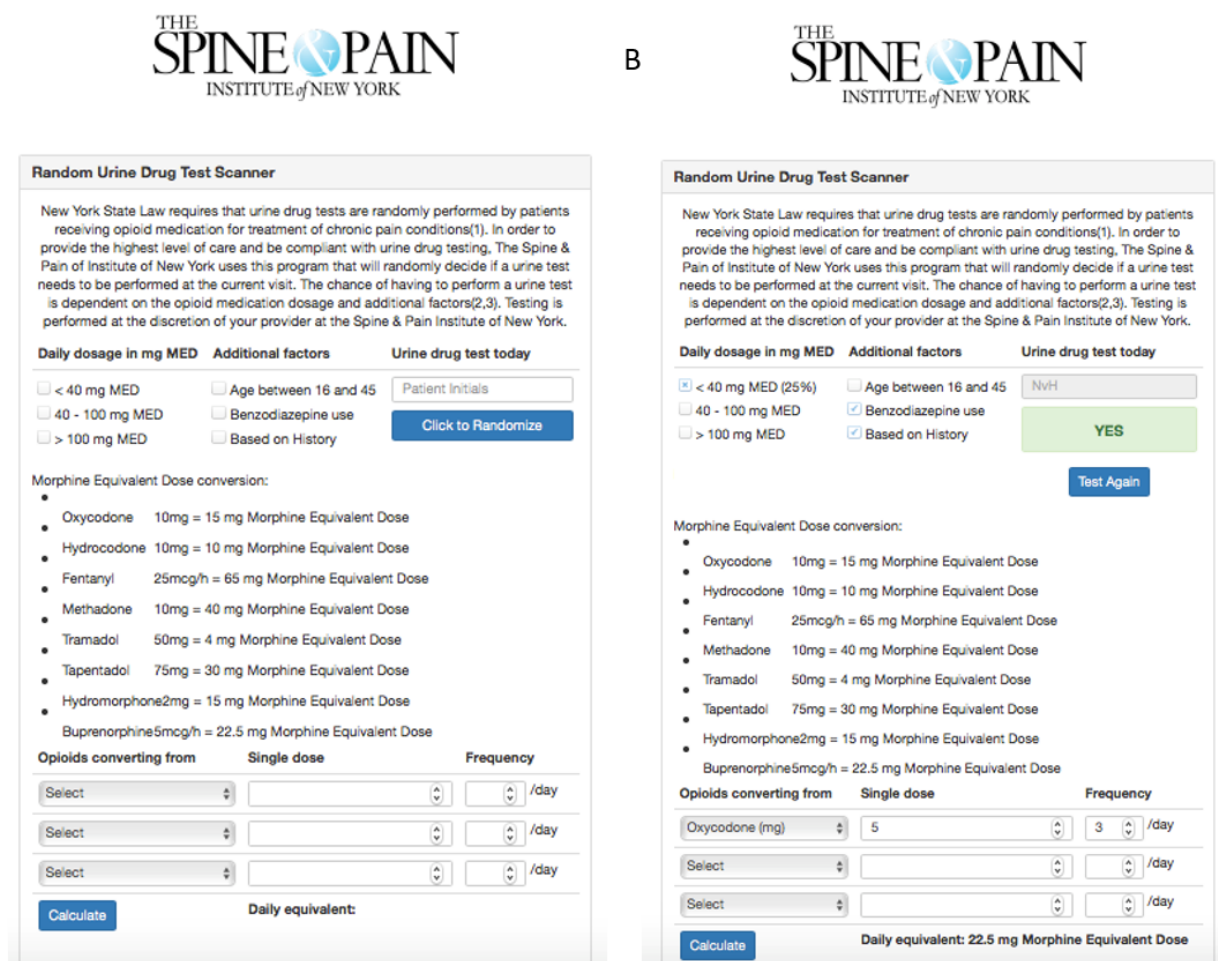 THE
SPINE & PAIN
INSTITUTE of NEW YORK
Random Urine Drug Test Scanner
New York State Law requires that urine drug tests are randomly performed by patients
receiving opioid medication for treatment of chronic pain conditions(1). In order to
provide the highest level of care and be compliant with urine drug testing, The Spine &
Pain of Institute of New York uses this program that will randomly decide if a urine test
needs to be performed at the current visit. The chance of having to perform a urine test
is dependent on the opioid medication dosage and additional factors(2,3). Testing is
performed at the discretion of your provider at the Spine & Pain Institute of New York.
Daily dosage in mg MED Additional factors Urine drug test today
< 40 mg MED Age between 16 and 45 Patient Initials
40 - 100 mg MED Benzodiazepine use Click to Randomize
> 100 mg MED Based on History
Morphine Equivalent Dose conversion:
Oxycodone 10mg = 15 mg Morphine Equivalent Dose
Hydrocodone 10mg = 10 mg Morphine Equivalent Dose
Fentanyl 25mcg/h = 65 mg Morphine Equivalent Dose
Methadone 10mg = 40 mg Morphine Equivalent Dose
Tramadol 50mg = 4 mg Morphine Equivalent Dose
Tapentadol 75mg = 30 mg Morphine Equivalent Dose
Hydromorphone2mg = 15 mg Morphine Equivalent Dose
Buprenorphine5mcg/h = 22.5 mg Morphine Equivalent Dose
Opioids converting from Single dose Frequency
Select /day
Select /day
Select /day
Calculate Daily equivalent:
B
THE
SPINE & PAIN
INSTITUTE of NEW YORK
Random Urine Drug Test Scanner
New York State Law requires that urine drug tests are randomly performed by patients
receiving opioid medication for treatment of chronic pain conditions(1). In order to
provide the highest level of care and be compliant with urine drug testing, The Spine &
Pain of Institute of New York uses this program that will randomly decide if a urine test
needs to be performed at the current visit. The chance of having to perform a urine test
is dependent on the opioid medication dosage and additional factors(2,3). Testing is
performed at the discretion of your provider at the Spine & Pain Institute of New York.
Daily dosage in mg MED Additional factors Urine drug test today
< 40 mg MED (25%) Age between 16 and 45 NvH
40 - 100 mg MED Benzodiazepine use YES
> 100 mg MED Based on History
Test Again
Morphine Equivalent Dose conversion:
Oxycodone 10mg = 15 mg Morphine Equivalent Dose
Hydrocodone 10mg = 10 mg Morphine Equivalent Dose
Fentanyl 25mcg/h = 65 mg Morphine Equivalent Dose
Methadone 10mg = 40 mg Morphine Equivalent Dose
Tramadol 50mg = 4 mg Morphine Equivalent Dose
Tapentadol 75mg = 30 mg Morphine Equivalent Dose
Hydromorphone2mg = 15 mg Morphine Equivalent Dose
Buprenorphine5mcg/h = 22.5 mg Morphine Equivalent Dose
Opioids converting from Single dose Frequency
Oxycodone (mg) 5 3 /day
Select /day
Select /day
Calculate Daily equivalent: 22.5 mg Morphine Equivalent Dose